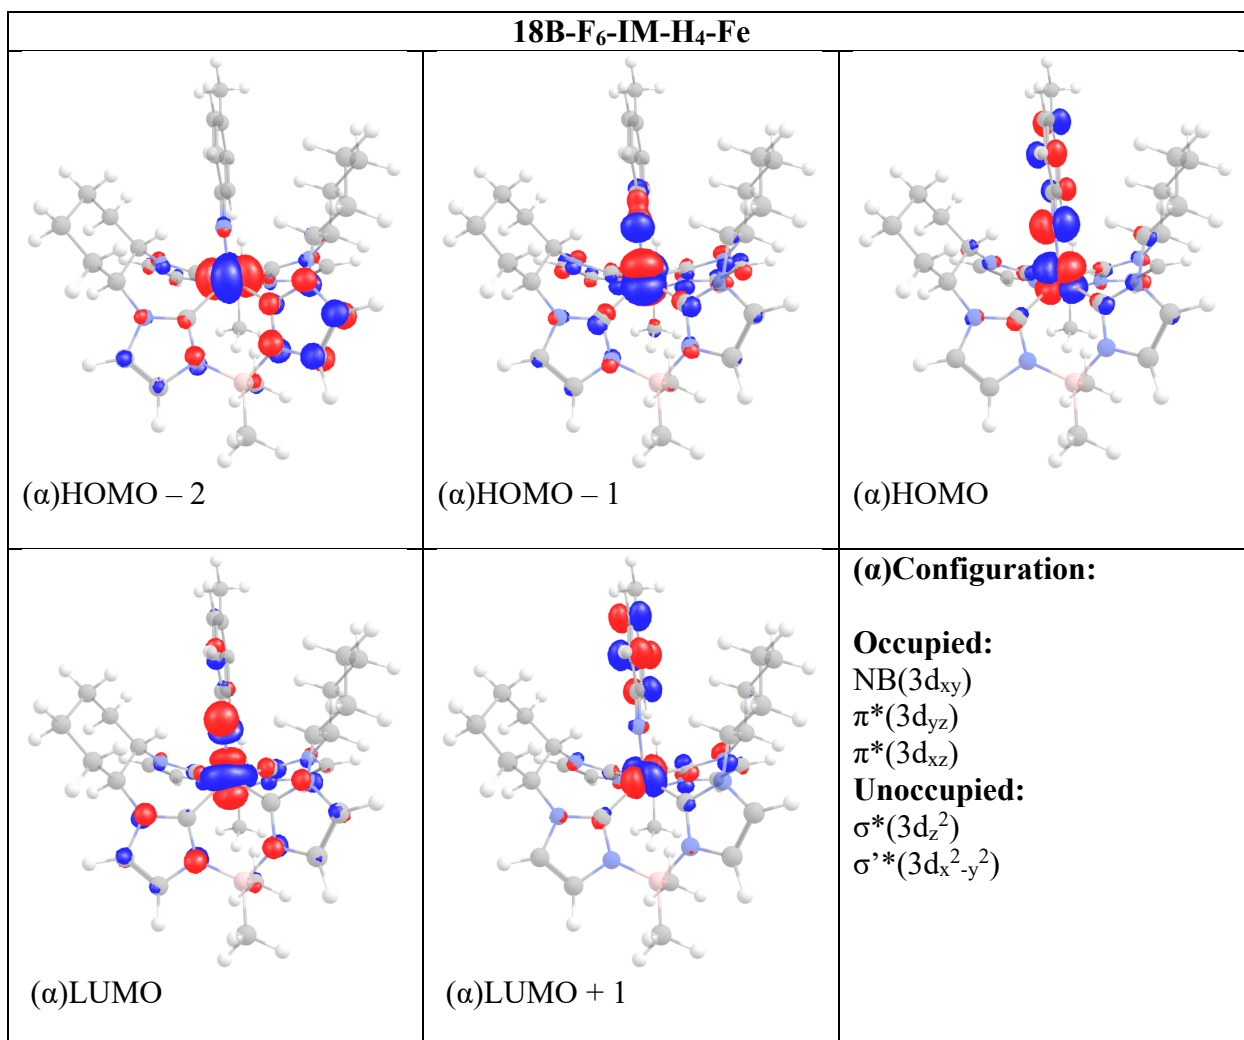 18B-F₆-IM-H₄-Fe
(α)HOMO – 2
(α)HOMO – 1
(α)HOMO
(α)LUMO
(α)LUMO + 1
(α)Configuration:
Occupied:
NB(3dxy)
π*(3dyz)
π*(3dxz)
Unoccupied:
σ*(3dz²)
σ’*(3dx²-y²)